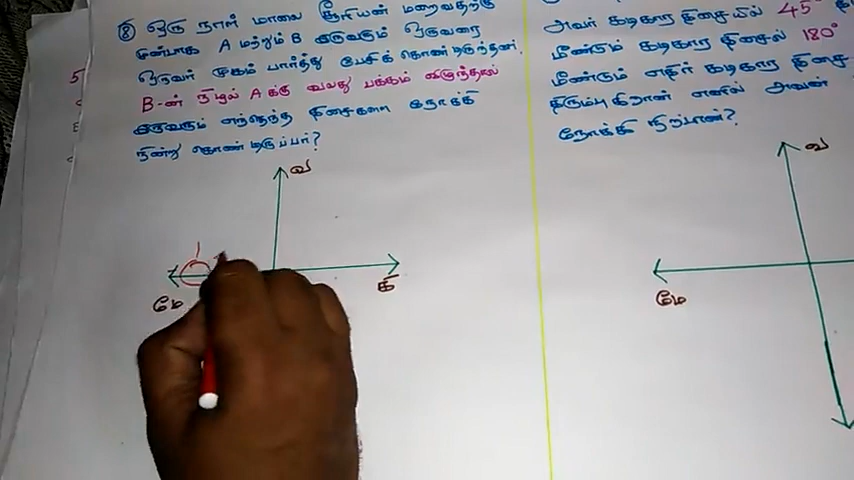 ⑧ ஒரு நாள் மாலை சூரியன் மறைவதற்கு
முன்பாக A மற்றும் B இருவரும் ஒருவரை
ஒருவர் முகம் பார்த்து பேசிக் கொண்டிருந்தனர்.
B-ன் நிழல் A க்கு வலது பக்கம் விழுந்தால்
இருவரும் எந்தெந்த திசைகளை நோக்கி
நின்று கொண்டிருப்பர்?
வ
கி
மே
அவர் கடிகார திசையில் 45°
மீண்டும் கடிகார திசையில் 180°
மீண்டும் எதிர் கடிகார திசை
திரும்புகிறான் எனில் அவன்
நோக்கி நிற்பான்?
வ
மே